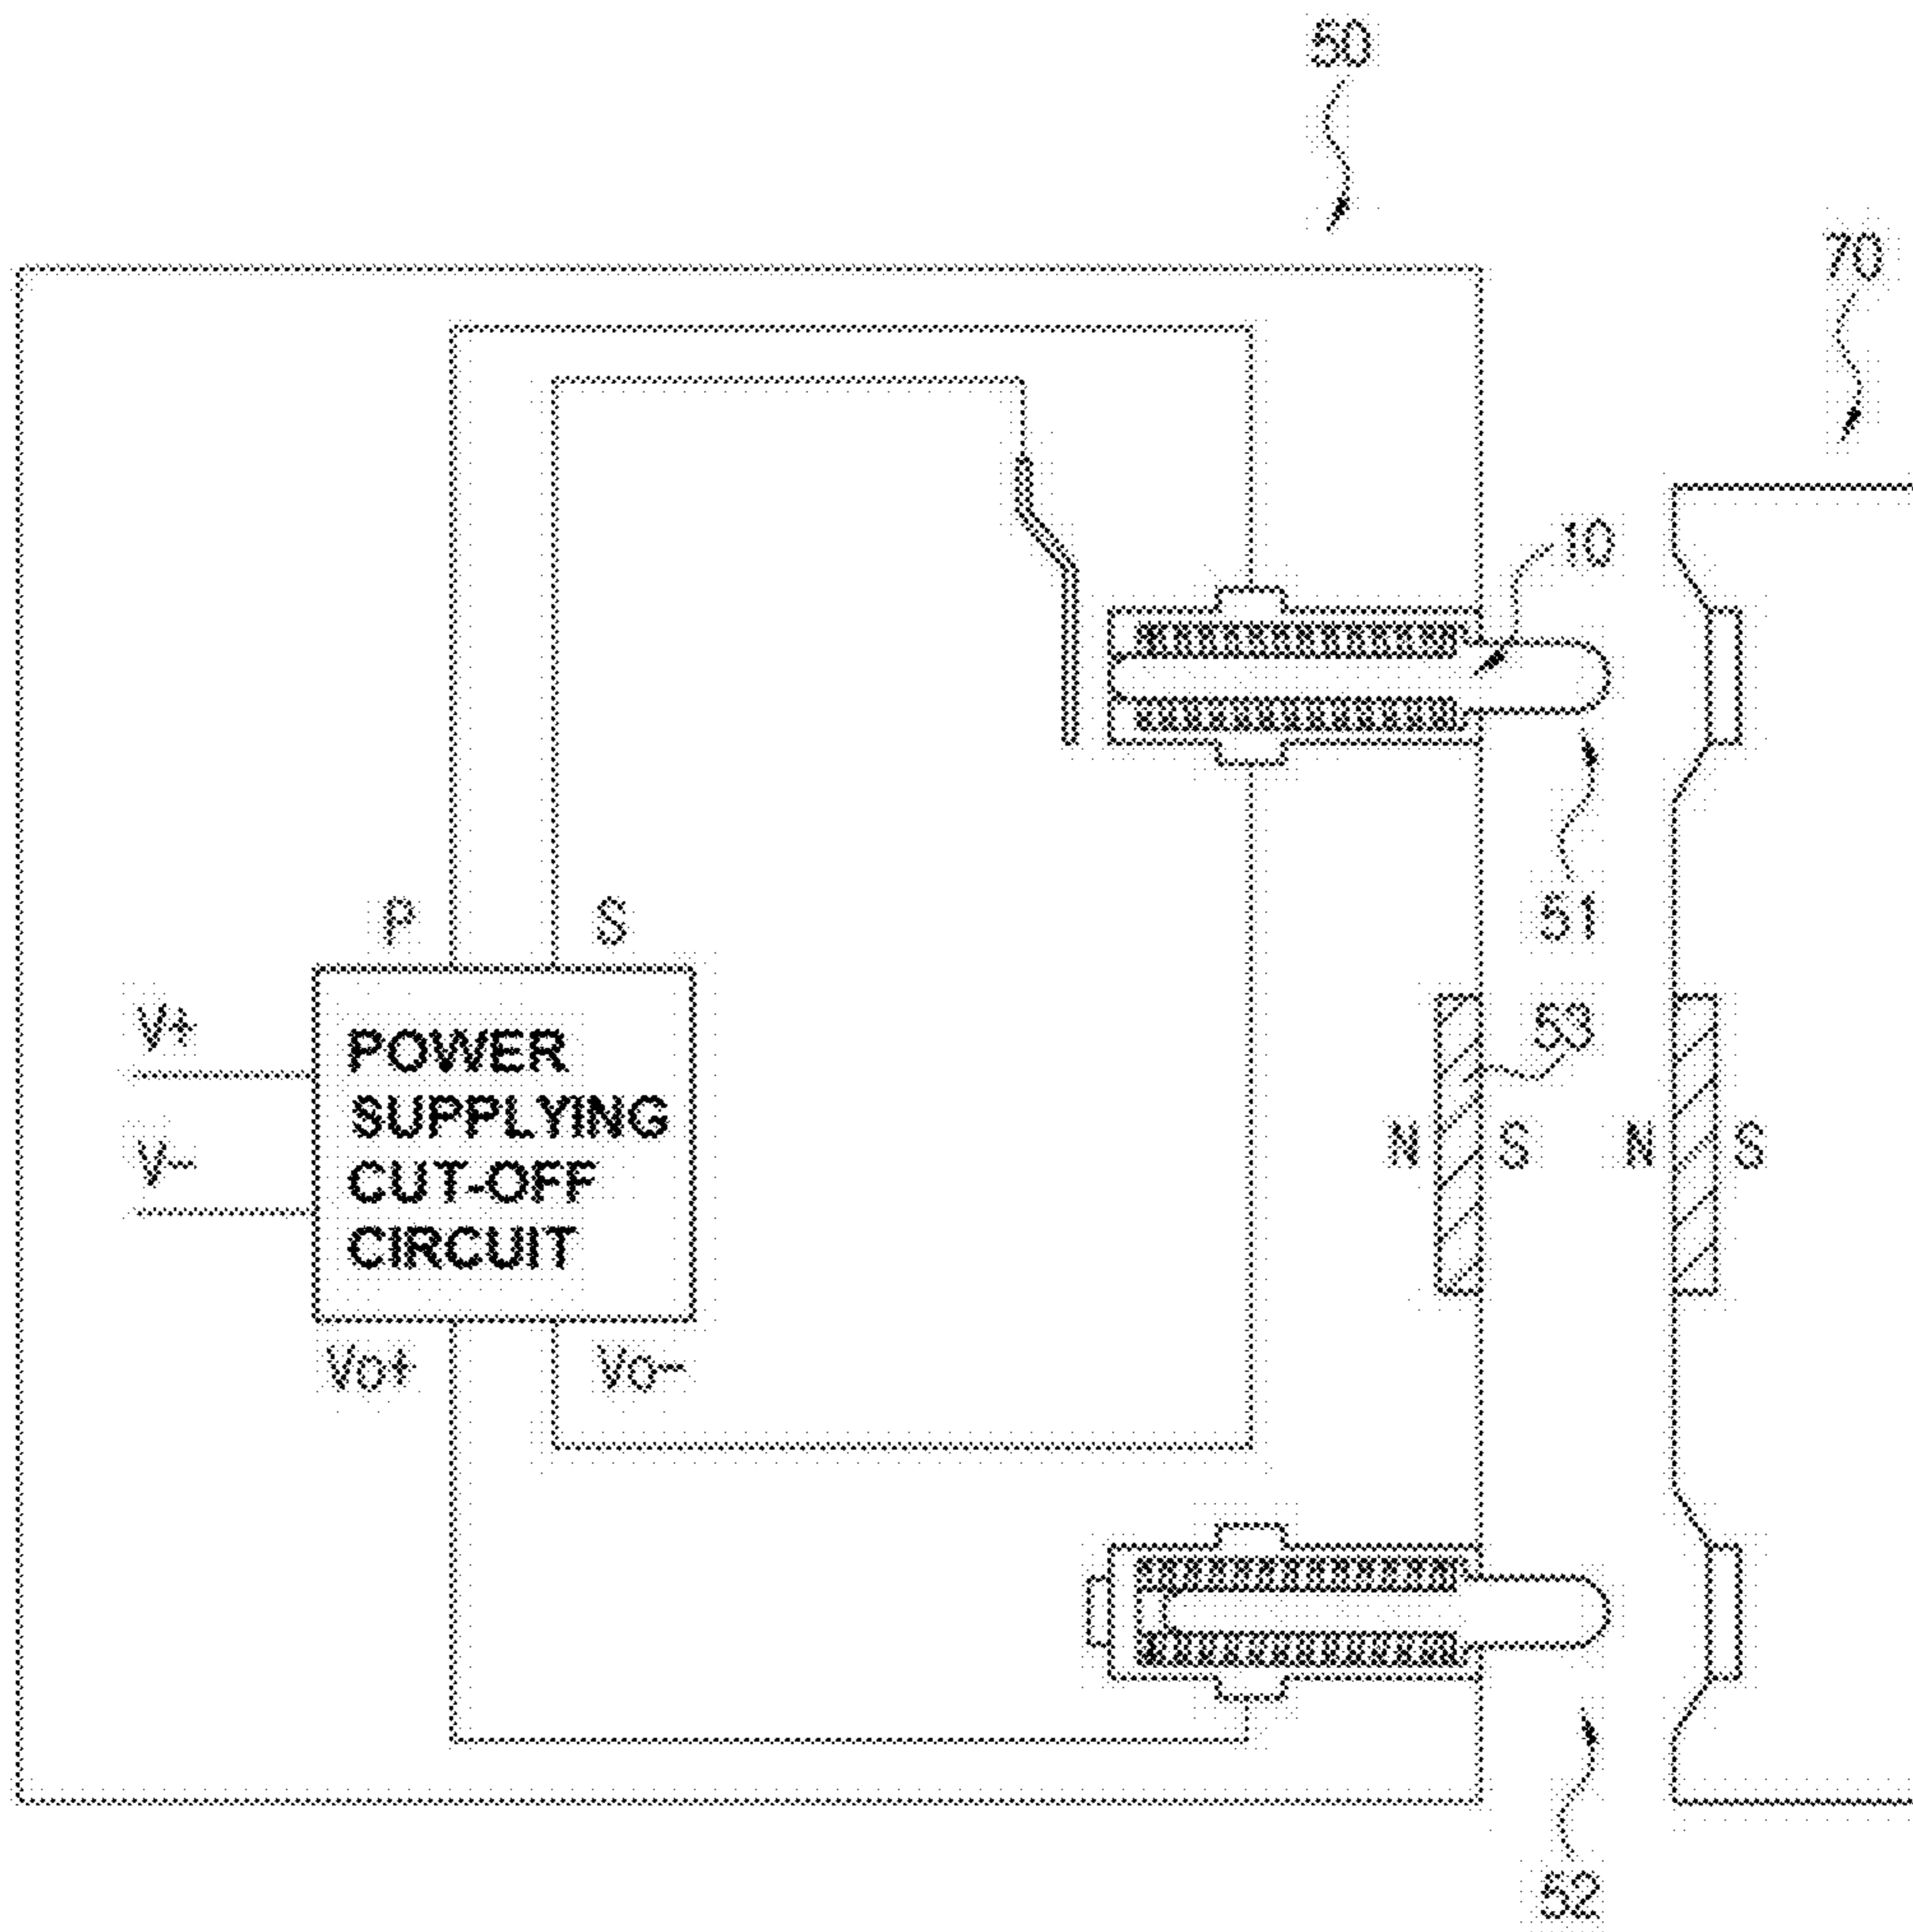 50
70
10
51
P S
V+
53
POWER
SUPPLYING
N S N S
V-
CUT-OFF
CIRCUIT
Vo+ Vo-
52